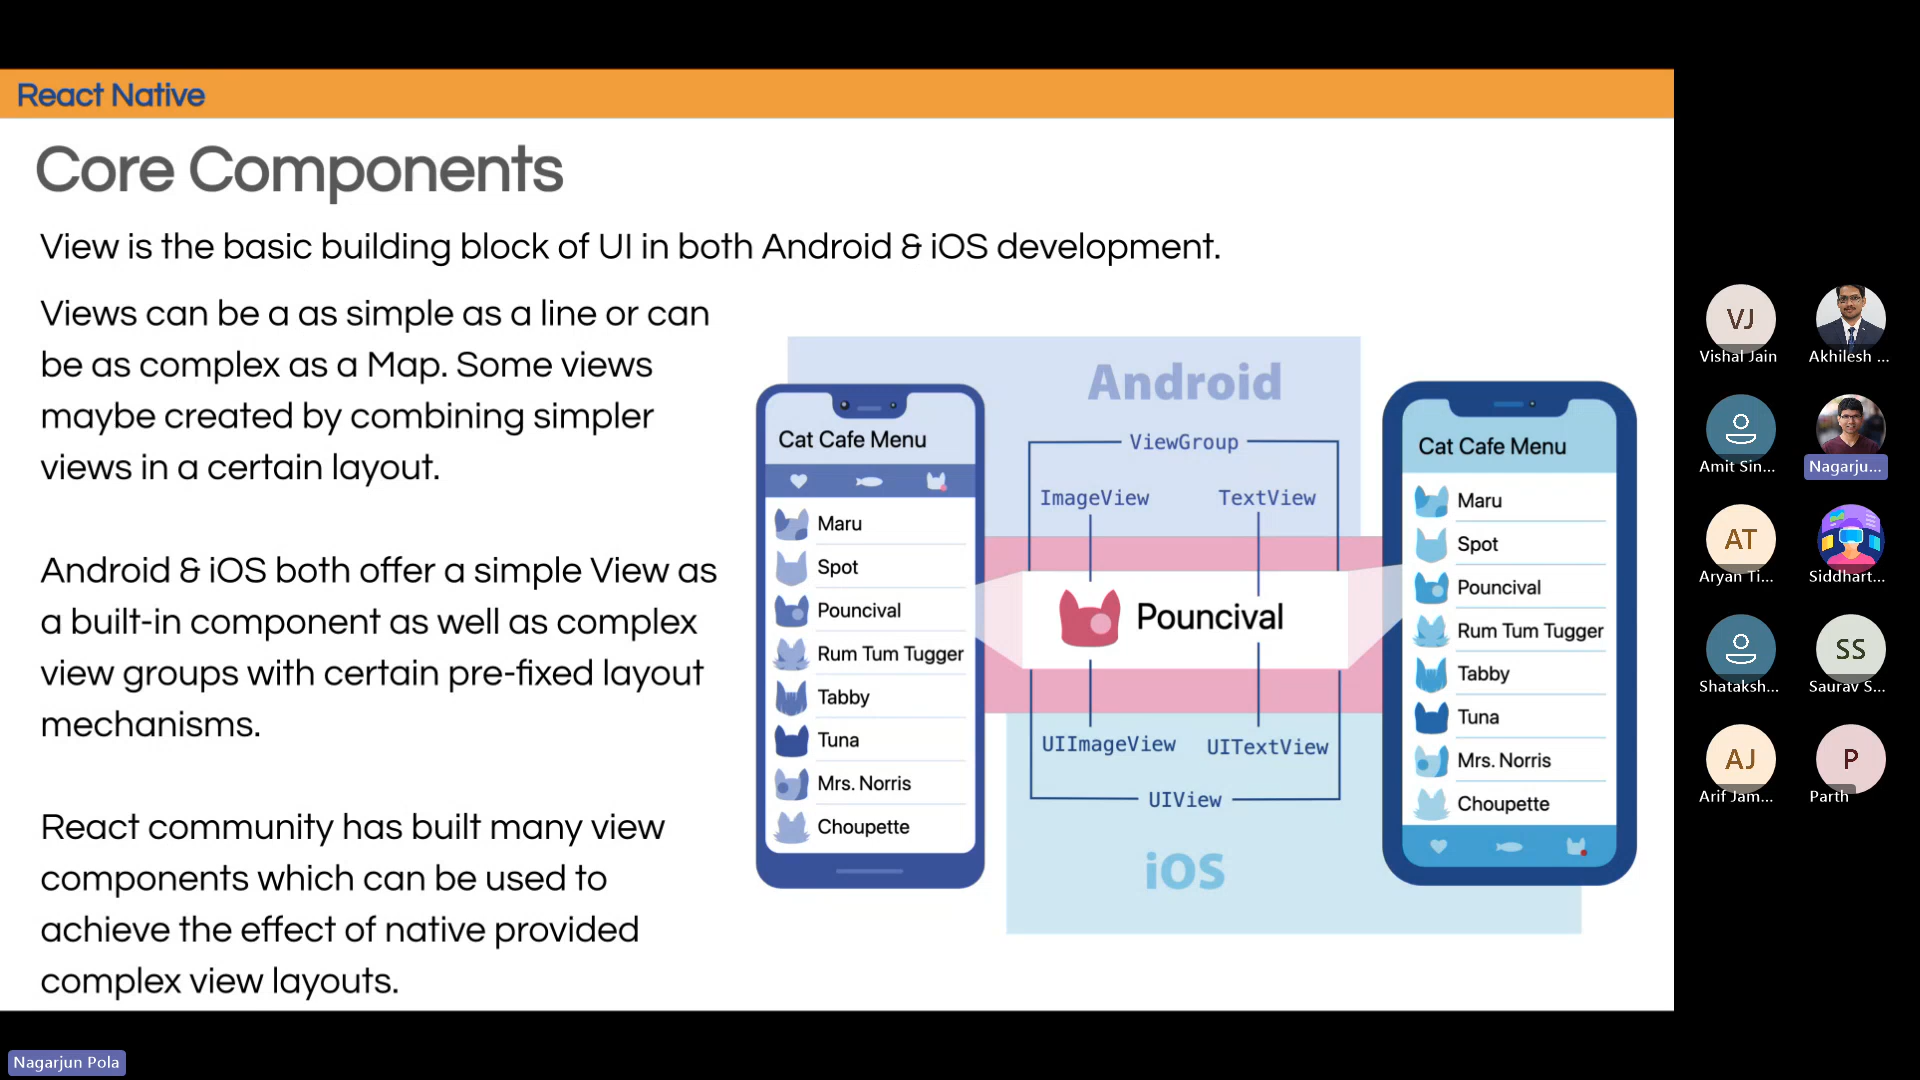 React Native
Core Components
View is the basic building block of UI in both Android & iOS development.
Views can be a as simple as a line or can
be as complex as a Map. Some views
maybe created by combining simpler
views in a certain layout.
Android & iOS both offer a simple View as
a built-in component as well as complex
view groups with certain pre-fixed layout
mechanisms.
React community has built many view
components which can be used to
achieve the effect of native provided
complex view layouts.
Cat Cafe Menu
Maru
Spot
Pouncival
Rum Tum Tugger
Tabby
Tuna
Mrs. Norris
Choupette
Android
ViewGroup
ImageView
TextView
Pouncival
UIImageView
UITextView
UIView
iOS
Cat Cafe Menu
Maru
Spot
Pouncival
Rum Tum Tugger
Tabby
Tuna
Mrs. Norris
Choupette
VJ
Vishal Jain
Akhilesh ...
Amit Sin...
Nagarju...
AT
Aryan Ti...
Siddhart...
Shataksh...
SS
Saurav S...
AJ
Arif Jam...
P
Parth
Nagarjun Pola